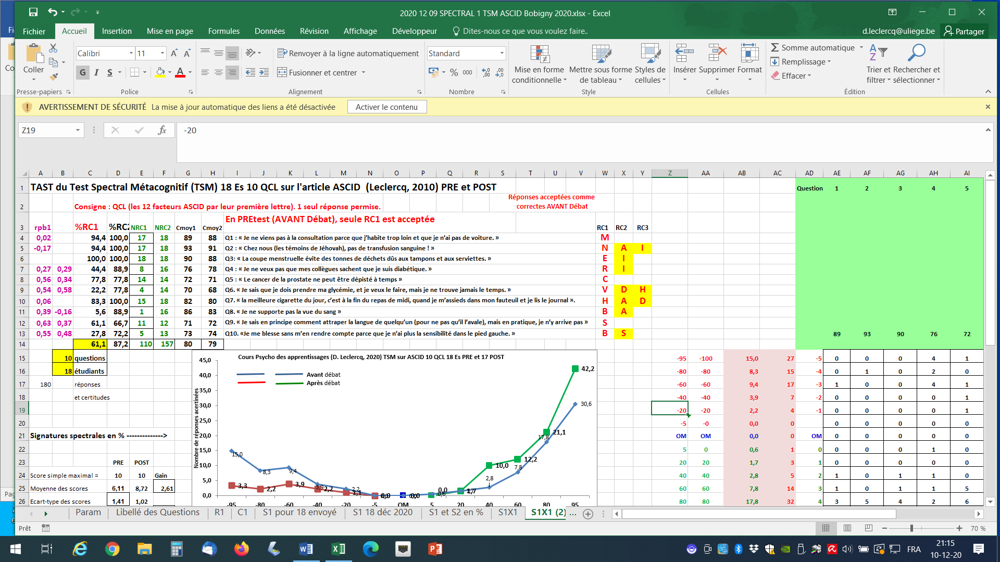 2020 12 09 SPECTRAL 1 TSM ASCID Bobigny 2020.xlsx - Excel
Fichier Accueil Insertion Mise en page Formules Données Révision Affichage Développeur Dites-nous ce que vous voulez faire.. d.leclercq@uliege.be Partager
Coller Calibri 11 Renvoyer à la ligne automatiquement Standard Mise en forme conditionnelle Mettre sous forme de tableau Styles de cellules Insérer Supprimer Format Somme automatique Trier et filtrer Rechercher et sélectionner
G I S Fusionner et centrer % 000 Remplissage
Effacer
Presse-papiers Police Alignement Nombre Style Cellules Édition
AVERTISSEMENT DE SÉCURITÉ La mise à jour automatique des liens a été désactivée Activer le contenu
Z19 fx -20
A B C D E F G H I J K L M N O P Q R S T U V W X Y Z AA AB AC AD AE AF AG AH AI
1 TAST du Test Spectral Métacognitif (TSM) 18 Es 10 QCL sur l'article ASCID (Leclercq, 2010) PRE et POST Question 1 2 3 4 5
2 Consigne : QCL (les 12 facteurs ASCID par leur première lettre). 1 seul réponse permise. Réponses acceptées comme correctes AVANT Débat
3 rpb1 %RC1 %RC2 NRC1 NRC2 Cmoy1 Cmoy2 En PREtest (AVANT Débat), seule RC1 est acceptée RC1 RC2 RC3
4 0,02 94,4 100,0 17 18 89 88 Q1 : « Je ne viens pas à la consultation parce que j'habite trop loin et que je n'ai pas de voiture. » M
5 -0,17 94,4 100,0 17 18 93 91 Q2 : « Chez nous (les témoins de Jéhovah), pas de transfusion sanguine ! » N A I
6 100,0 100,0 18 18 90 88 Q3: « La coupe menstruelle évite des tonnes de déchets dûs aux tampons et aux serviettes. » E I
7 0,27 0,29 44,4 88,9 8 16 76 78 Q4 : « Je ne veux pas que mes collègues sachent que je suis diabétique. » R I
8 0,56 0,34 77,8 77,8 14 14 72 71 Q5 : « Le cancer de la prostate ne peut être dépisté à temps » C
9 0,54 0,58 22,2 77,8 4 14 70 68 Q6. « Je sais que je dois prendre ma glycémie, et je veux le faire, mais je ne trouve jamais le temps. » V D H
10 0,06 83,3 100,0 15 18 82 80 Q7. « la meilleure cigarette du jour, c'est à la fin du repas de midi, quand je m'assieds dans mon fauteuil et je lis le journal ». H A D
11 0,39 -0,16 5,6 88,9 1 16 86 83 Q8. « Je ne supporte pas la vue du sang » B A
12 0,63 0,37 61,1 66,7 11 12 71 72 Q9. « Je sais en principe comment attraper la langue de quelqu'un (pour ne pas qu'il l'avale), mais en pratique, je n'y arrive pas » S
13 0,55 0,48 27,8 72,2 5 13 73 74 Q10. «Je me blesse sans m'en rendre compte parce que je n'ai plus la sensibilité dans le pied gauche. » B S 89 93 90 76 72
14 61,1 87,2 110 157 80 79
15 10 questions -95 -100 15,0 27 -5 0 0 0 4 1
16 18 étudiants -80 -80 8,3 15 -4 0 1 0 2 0
17 180 réponses -60 -60 9,4 17 -3 1 0 0 4 1
18 et certitudes -40 -40 3,9 7 -2 0 0 0 0 1
19 -20 -20 2,2 4 -1 0 0 0 0 1
20 -5 -0 0,0 0 0 0 0 0 0
21 Signatures spectrales en % --------------> OM OM 0,0 0 OM 0 0 0 0 0
22 5 0 0,6 1 0 0 0 0 1 0
23 PRE POST 20 20 1,7 3 1 0 0 0 0 0
24 Score simple maximal = 10 10 Gain 40 40 2,8 5 2 1 0 1 1 0
25 Moyenne des scores 6,11 8,72 2,61 60 60 7,8 14 3 1 0 1 1 5
26 Ecart-type des scores 1,41 1,02 80 80 17,8 32 4 3 5 4 2 6
Cours Psycho des apprentissages (D. Leclercq, 2020) TSM sur ASCID 10 QCL 18 Es PRE et 17 POST
Avant débat
Après débat
Nombre de réponses acertinées
45,0
40,0
35,0
30,0
25,0
20,0
15,0
10,0
5,0
0,0
15,0 8,3 9,4 3,9 2,2 0,0 0,0 0,6 1,7 2,8 7,8 17,8 30,6
3,3 2,2 3,9 2,2 1,1 0,0 0,0 0,0 1,7 10,0 12,2 21,1 42,2
-95 -80 -60 -40 -20 -5 OM 5 20 40 60 80 95
Param Libellé des Questions R1 C1 S1 pour 18 envoyé S1 18 déc 2020 S1 et S2 en % S1X1 S1X1 (2) ...
Prêt 70 %
FRA 21:15
10-12-20